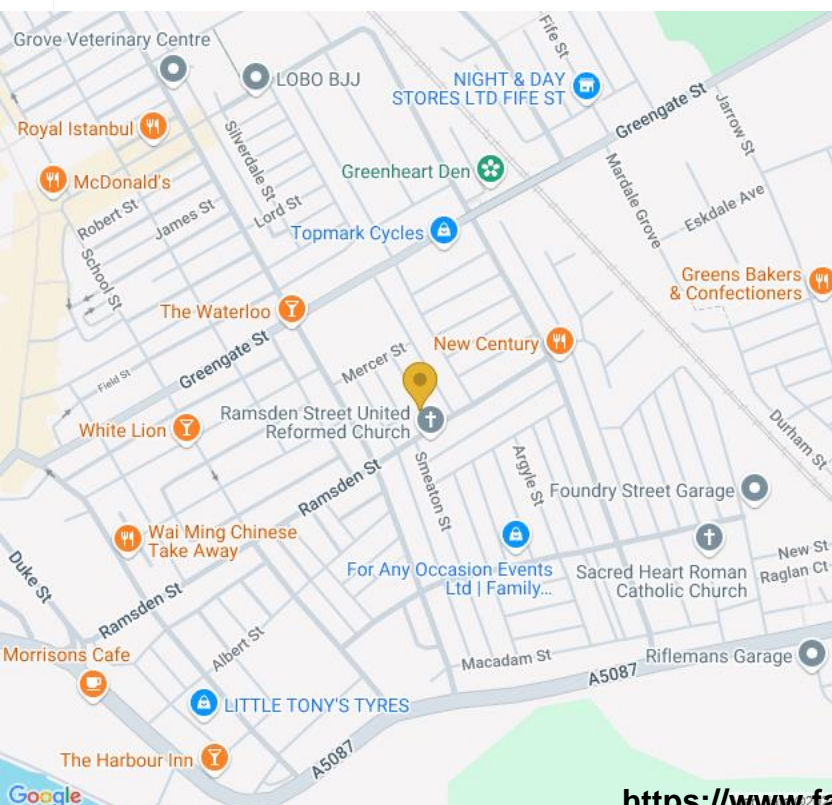 Fife St
Grove Veterinary Centre
LOBO BJJ
NIGHT & DAY
STORES LTD FIFE ST
Greengate St
Jarrow St
Royal Istanbul
Silverdale St
Greenheart Den
Mardale Grove
McDonald's
Robert St
James St
Lord St
Eskdale Ave
Topmark Cycles
School St
Greens Bakers
& Confectioners
The Waterloo
Greengate St
Mercer St
New Century
Field St
Ramsden Street United
Reformed Church
White Lion
Durham St
Smeaton St
Argyle St
Ramsden St
Foundry Street Garage
Wai Ming Chinese
Take Away
For Any Occasion Events
Ltd | Family...
Sacred Heart Roman
Catholic Church
New St
Raglan Ct
Duke St
Ramsden St
Albert St
Morrisons Cafe
Macadam St
Riflemans Garage
A5087
LITTLE TONY'S TYRES
The Harbour Inn
A5087
Google
https://www.fa